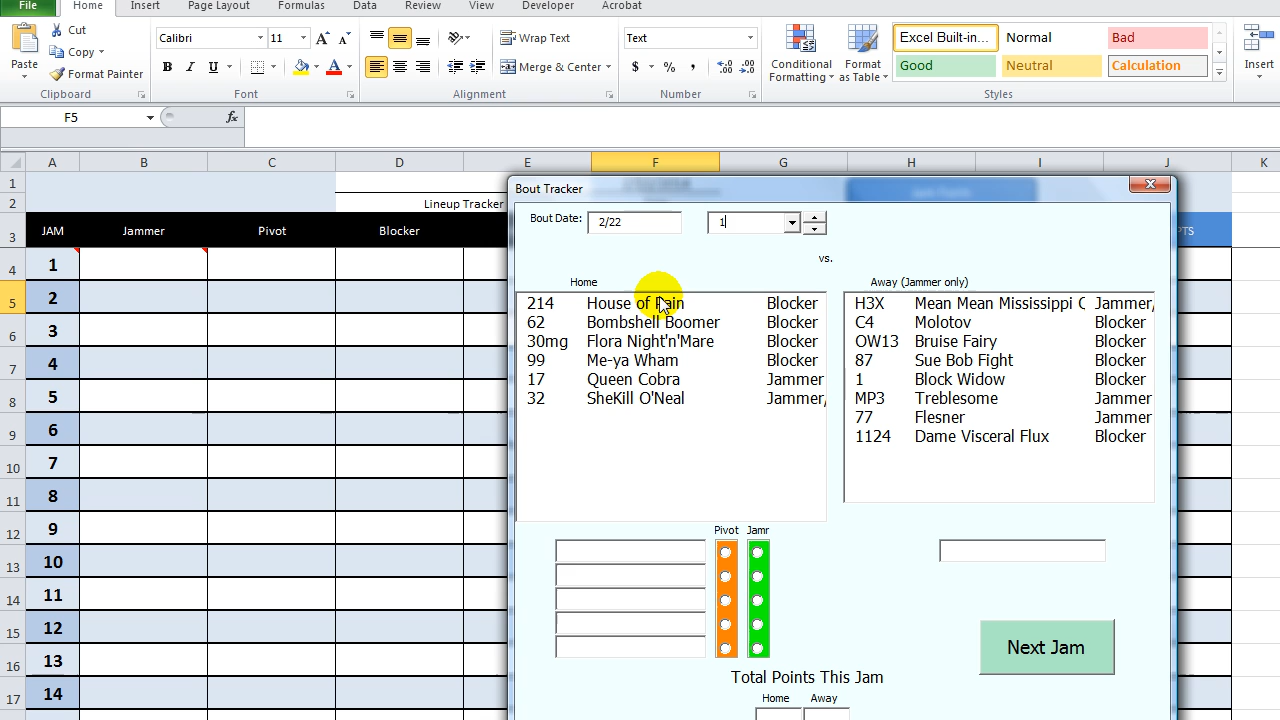 File Home Insert Page Layout Formulas Data Review View Developer Acrobat
Paste
Cut
Copy
Format Painter
Clipboard
Calibri 11
B I U
Font
Wrap Text
Merge & Center
Alignment
Text
$ % ,
Number
Conditional Formatting
Format as Table
Excel Built-in... Normal Bad
Good Neutral Calculation
Styles
Insert
F5 fx
A B C D E F G H I J K
1
2 Lineup Tracker
3 JAM Jammer Pivot Blocker PTS
4 1
5 2
6 3
7 4
8 5
9 6
10 7
11 8
12 9
13 10
14 11
15 12
16 13
17 14
Bout Tracker
Bout Date: 2/22 1
vs.
Home Away (Jammer only)
214 House of Pain Blocker
62 Bombshell Boomer Blocker
30mg Flora Night'n'Mare Blocker
99 Me-ya Wham Blocker
17 Queen Cobra Jammer
32 SheKill O'Neal Jammer,
H3X Mean Mean Mississippi Jammer,
C4 Molotov Blocker
OW13 Bruise Fairy Blocker
87 Sue Bob Fight Blocker
1 Block Widow Blocker
MP3 Treblesome Jammer
77 Flesner Jammer
1124 Dame Visceral Flux Blocker
Pivot Jamr
Next Jam
Total Points This Jam
Home Away